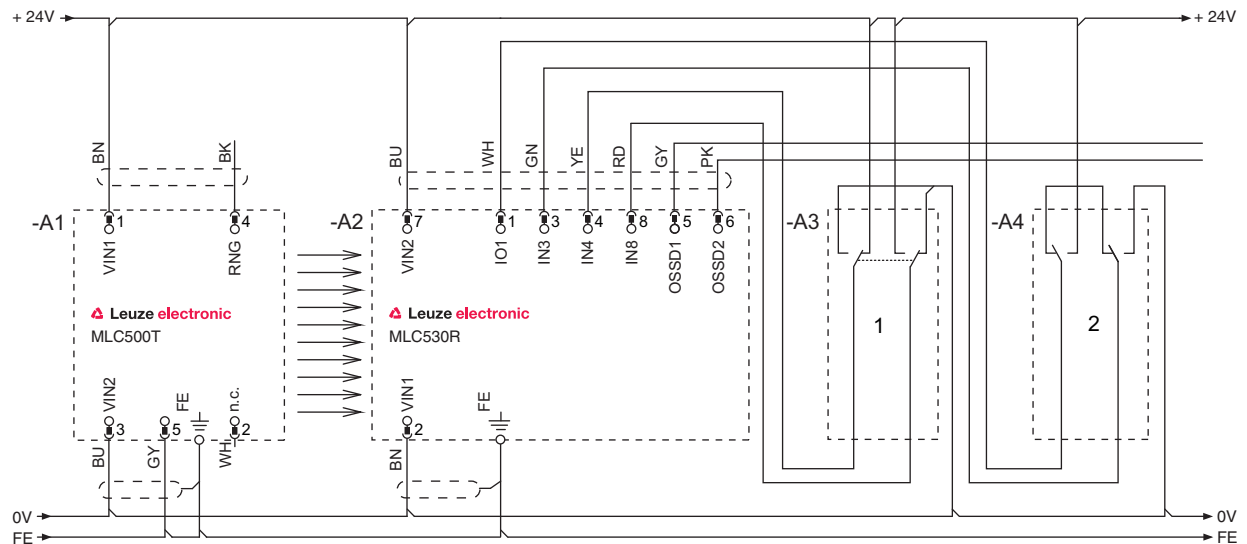 + 24V
+ 24V
BN
BK
BU
WH
GN
YE
RD
GY
PK
-A1
1
4
-A2
7
1
3
4
8
5
6
-A3
-A4
VIN1
RNG
VIN2
IO1
IN3
IN4
IN8
OSSD1
OSSD2
Leuze electronic
MLC500T
Leuze electronic
MLC530R
1
2
VIN2
FE
n.c.
VIN1
FE
3
5
2
2
BU
GY
WH
BN
0V
0V
FE
FE